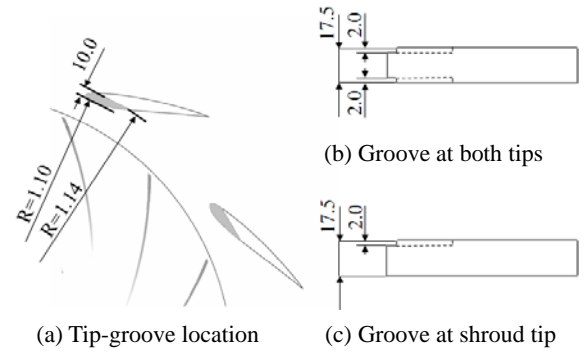 10.0
R=1.10
R=1.14
(a) Tip-groove location
17.5
2.0
2.0
(b) Groove at both tips
17.5
2.0
(c) Groove at shroud tip